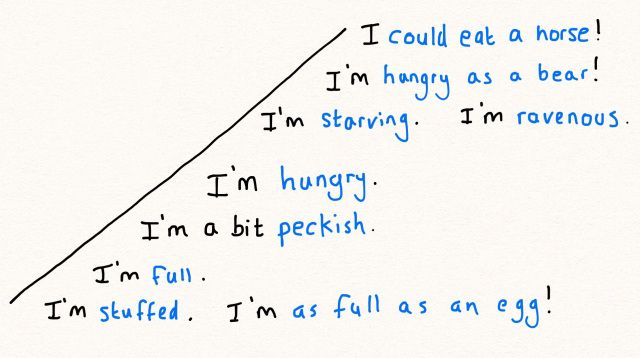 I could eat a horse!
I'm hungry as a bear!
I'm starving. I'm ravenous.
I'm hungry.
I'm a bit peckish.
I'm full.
I'm stuffed. I'm as full as an egg!